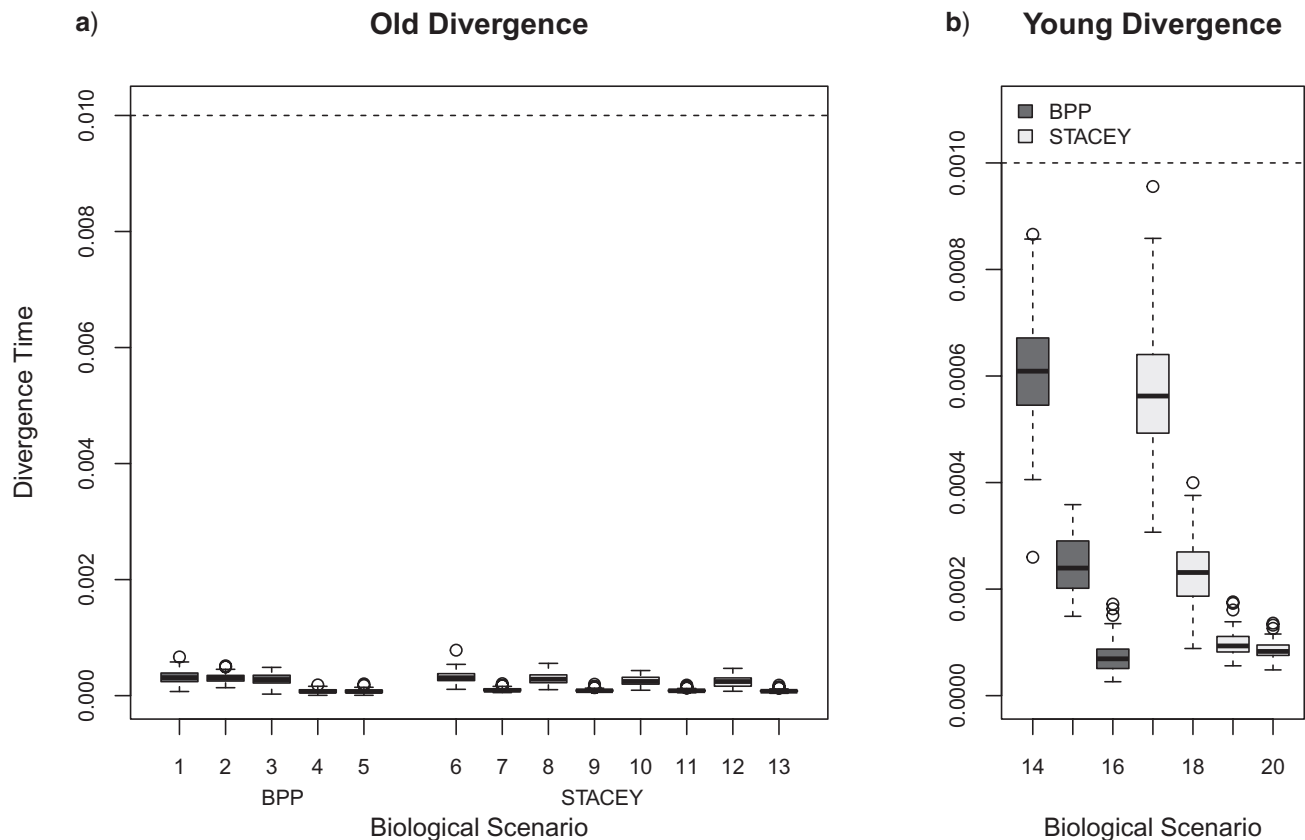 a) Old Divergence
b) Young Divergence
Divergence Time
0.010
0.008
0.006
0.004
0.002
0.000
1 2 3 4 5 6 7 8 9 10 11 12 13
BPP STACEY
Biological Scenario
BPP
STACEY
0.0010
0.0008
0.0006
0.0004
0.0002
0.0000
14 16 18 20
Biological Scenario